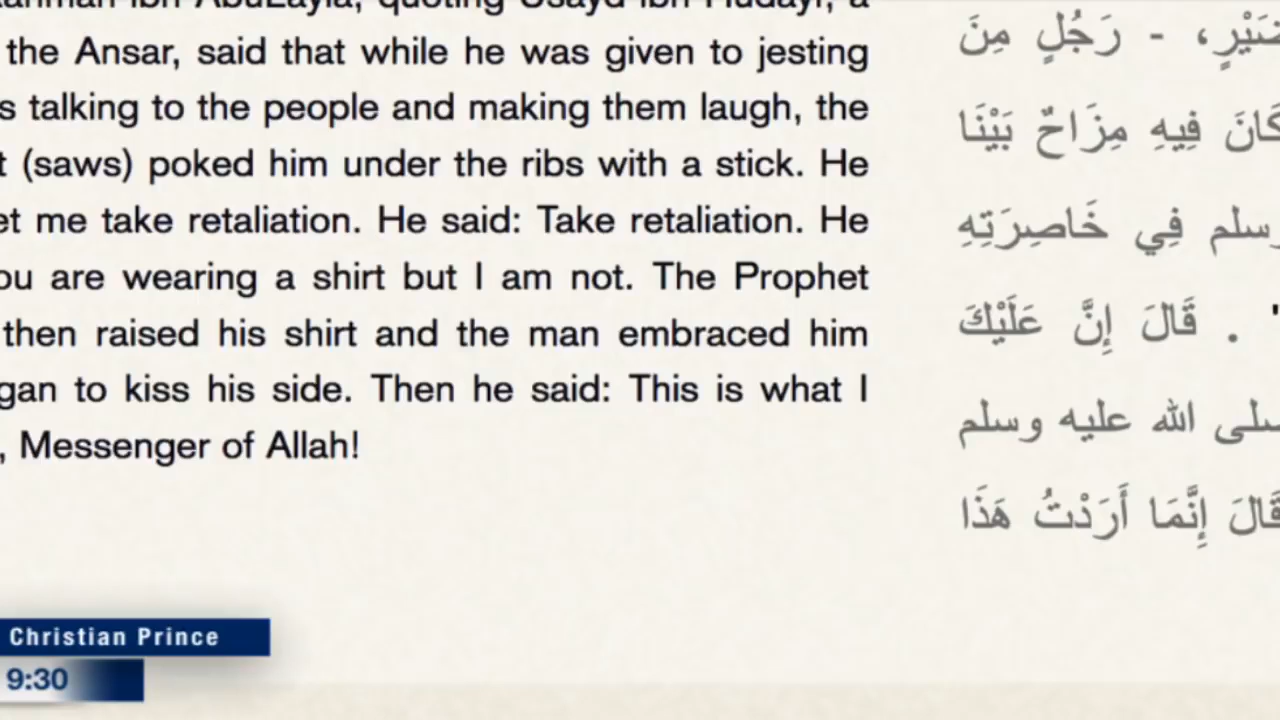 the Ansar, said that while he was given to jesting
s talking to the people and making them laugh, the
t (saws) poked him under the ribs with a stick. He
et me take retaliation. He said: Take retaliation. He
ou are wearing a shirt but I am not. The Prophet
then raised his shirt and the man embraced him
gan to kiss his side. Then he said: This is what I
, Messenger of Allah!
ضَيْرٍ، - رَجُلٍ مِنَ
كَانَ فِيهِ مِزَاحٌ بَيْنَا
وسلم فِي خَاصِرَتِهِ
" . قَالَ إِنَّ عَلَيْكَ
صلى الله عليه وسلم
قَالَ إِنَّمَا أَرَدْتُ هَذَا
Christian Prince
9:30